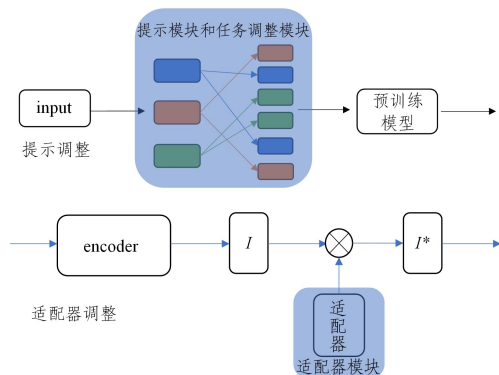 提示模块和任务调整模块
input
预训练
模型
提示调整
encoder
I
I*
适配器调整
适
配
器
适配器模块